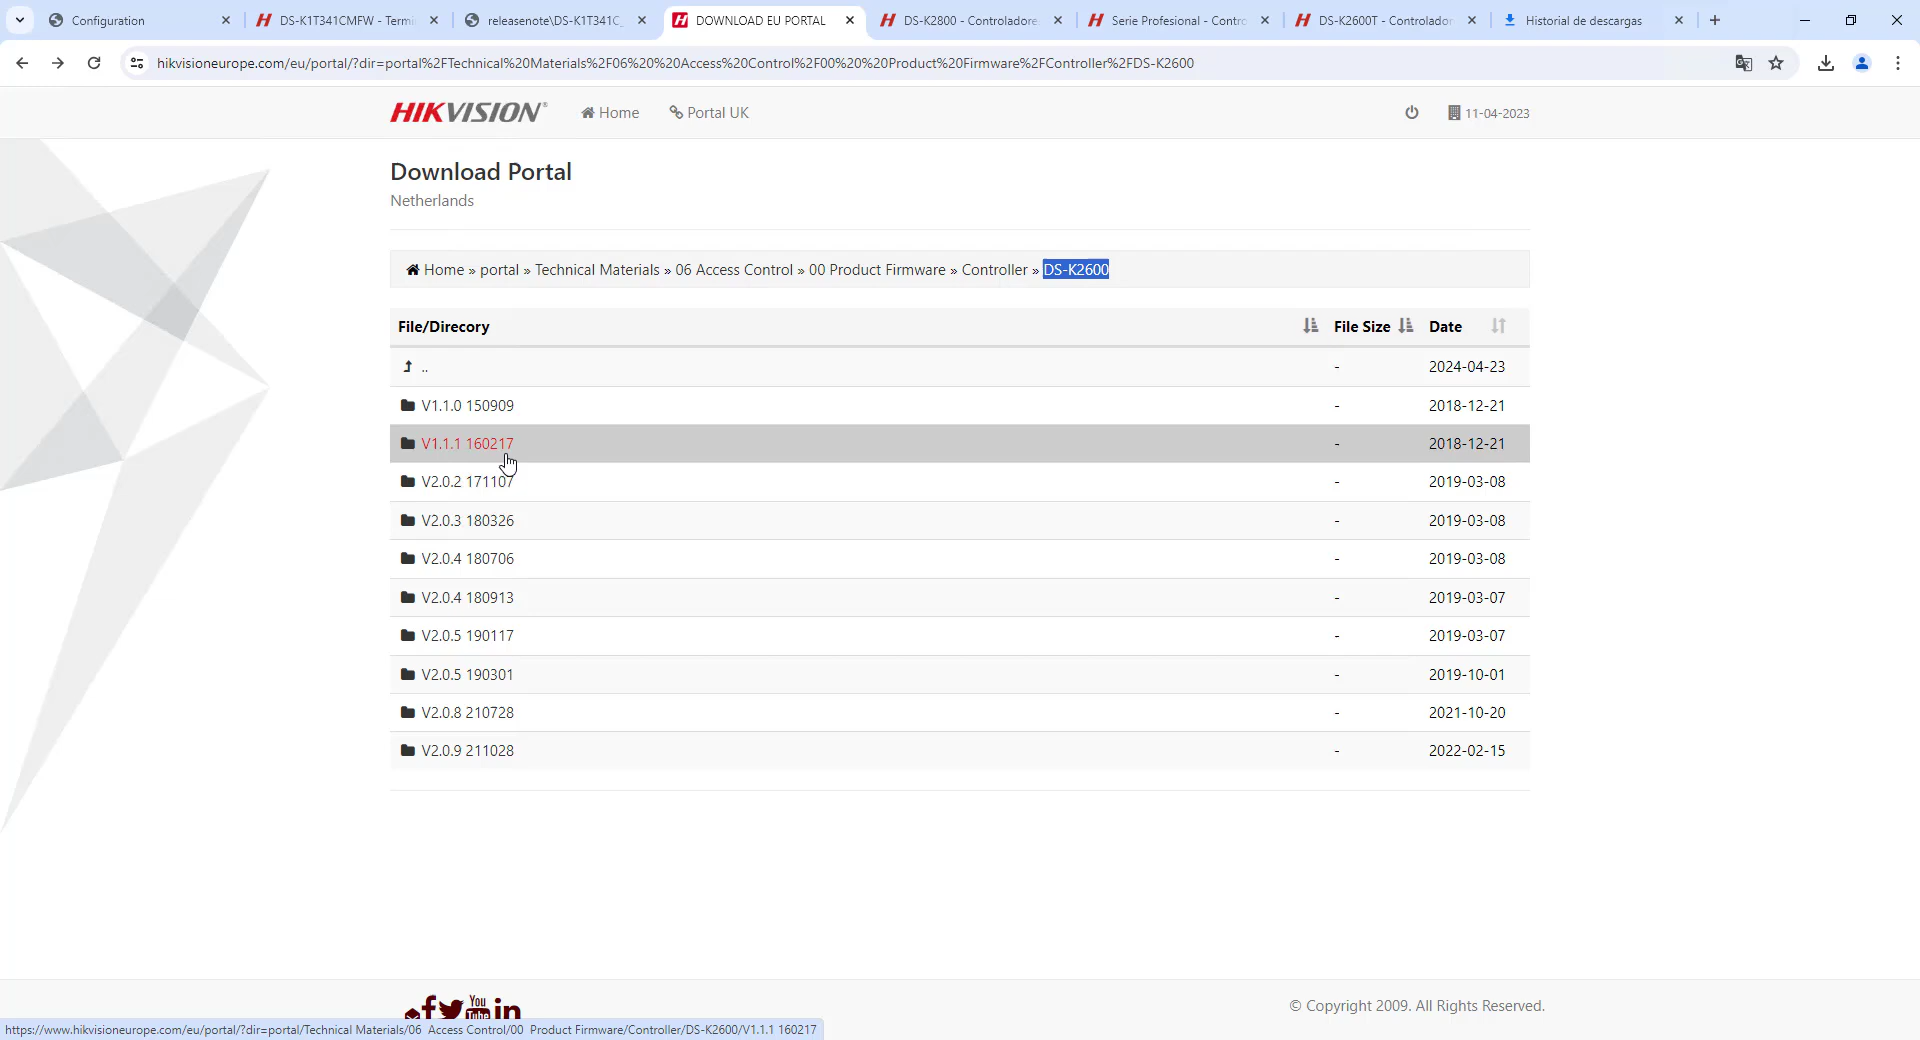 Configuration
DS-K1T341CMFW - Termi
releasenote\DS-K1T341C_
DOWNLOAD EU PORTAL
DS-K2800 - Controladore
Serie Profesional - Contro
DS-K2600T - Controlador
Historial de descargas
hikvisioneurope.com/eu/portal/?dir=portal%2FTechnical%20Materials%2F06%20%20Access%20Control%2F00%20%20Product%20Firmware%2FController%2FDS-K2600
HIKVISION® Home Portal UK 11-04-2023
Download Portal
Netherlands
Home » portal » Technical Materials » 06 Access Control » 00 Product Firmware » Controller » DS-K2600
File/Direcory File Size Date
.. - 2024-04-23
V1.1.0 150909 - 2018-12-21
V1.1.1 160217 - 2018-12-21
V2.0.2 171107 - 2019-03-08
V2.0.3 180326 - 2019-03-08
V2.0.4 180706 - 2019-03-08
V2.0.4 180913 - 2019-03-07
V2.0.5 190117 - 2019-03-07
V2.0.5 190301 - 2019-10-01
V2.0.8 210728 - 2021-10-20
V2.0.9 211028 - 2022-02-15
You
Tube
in
© Copyright 2009. All Rights Reserved.
https://www.hikvisioneurope.com/eu/portal/?dir=portal/Technical Materials/06 Access Control/00 Product Firmware/Controller/DS-K2600/V1.1.1 160217